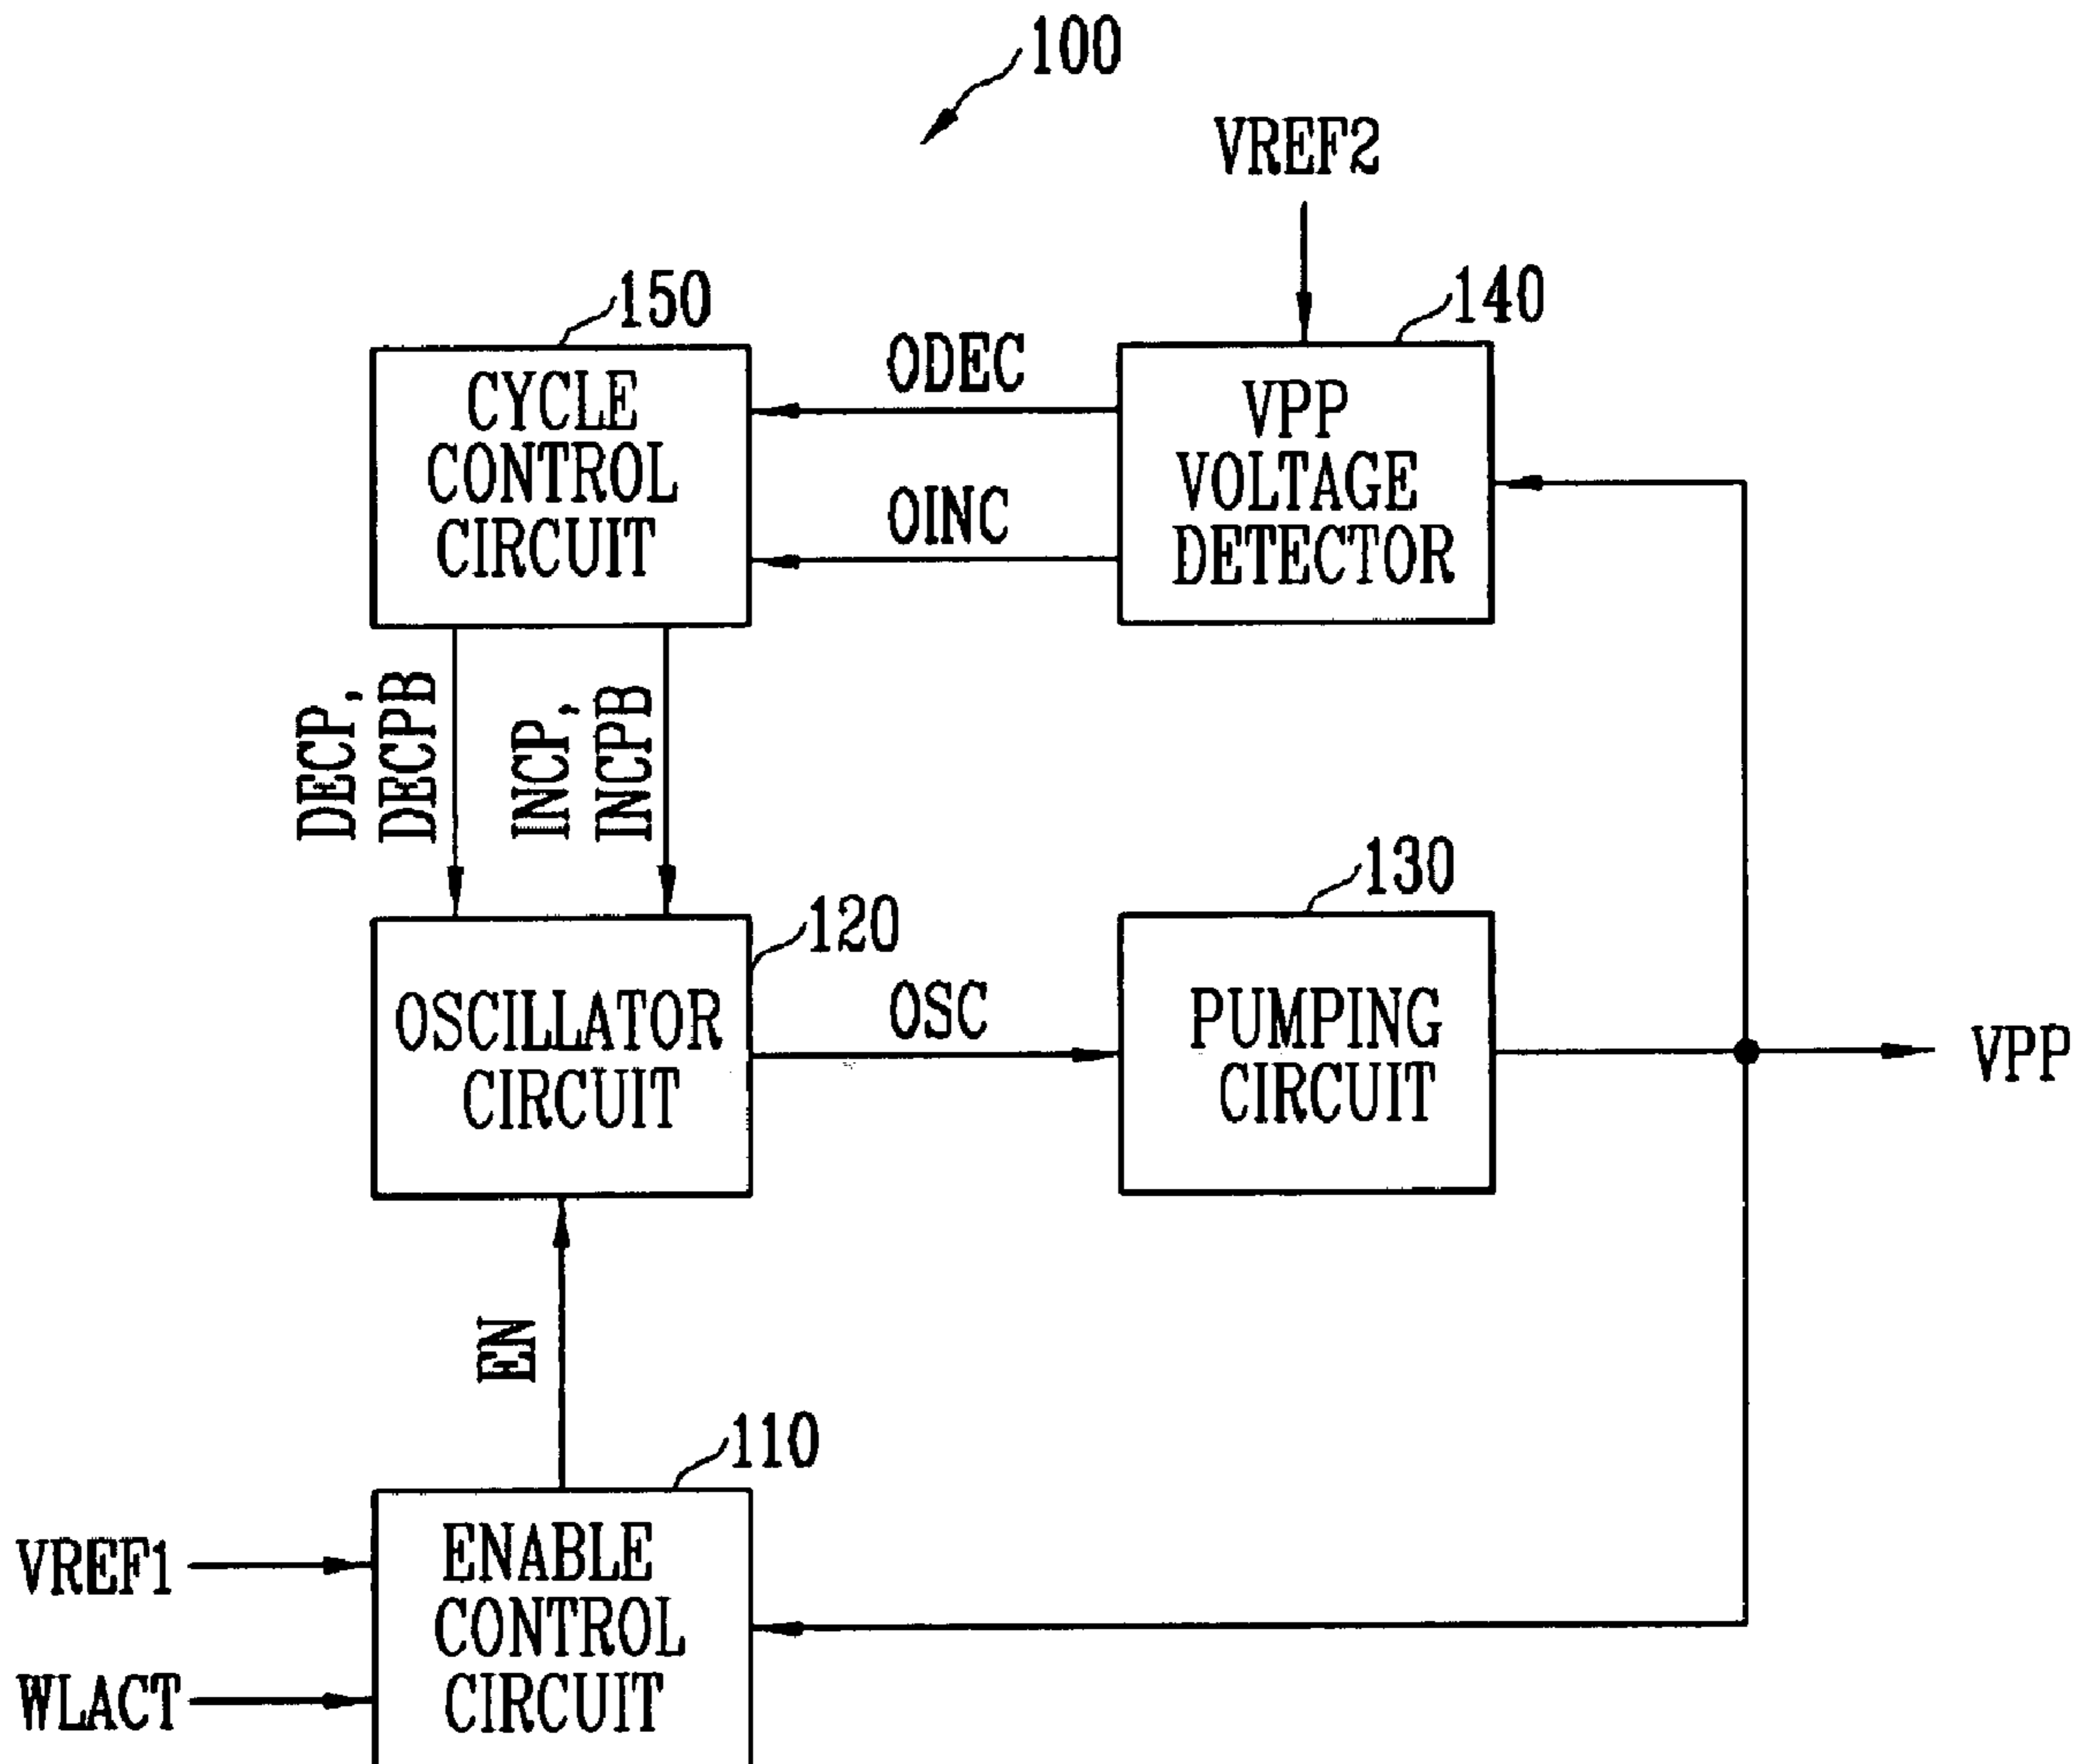 100
VREF2
150
140
CYCLE
CONTROL
CIRCUIT
ODEC
OINC
VPP
VOLTAGE
DETECTOR
DECP,
DECPB
INCP,
INCPB
120
130
OSCILLATOR
CIRCUIT
OSC
PUMPING
CIRCUIT
VPP
EN
110
VREF1
WLACT
ENABLE
CONTROL
CIRCUIT